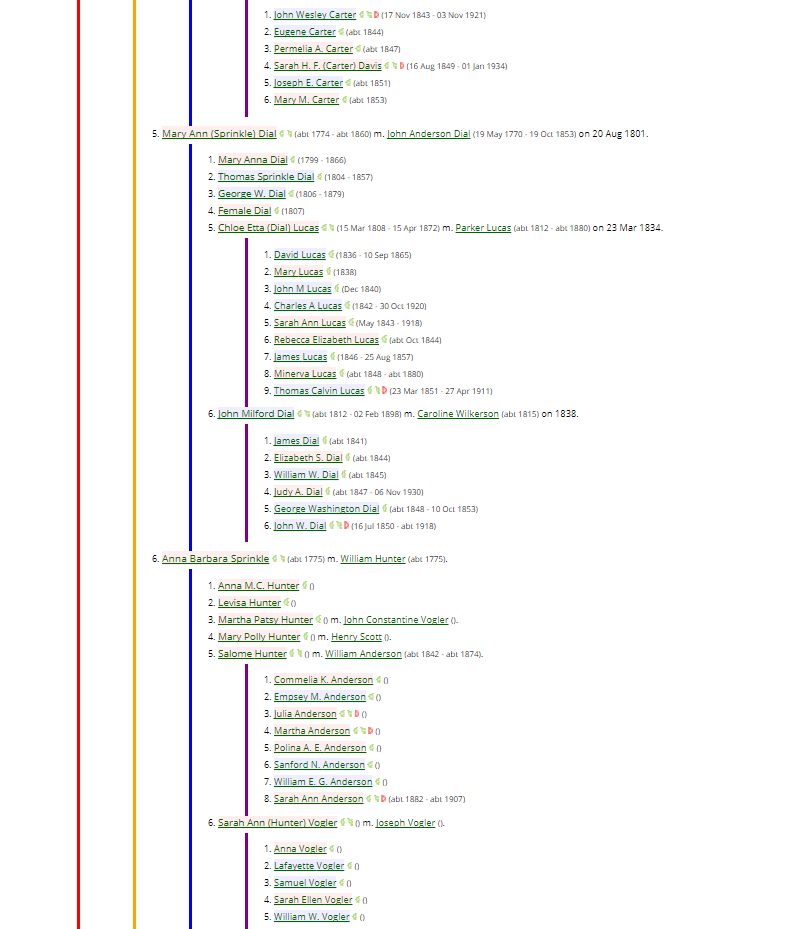 1. John Wesley Carter D (17 Nov 1843 - 03 Nov 1921)
2. Eugene Carter (abt 1844)
3. Permelia A. Carter (abt 1847)
4. Sarah H. F. (Carter) Davis D (16 Aug 1849 - 01 Jan 1934)
5. Joseph E. Carter (abt 1851)
6. Mary M. Carter (abt 1853)
5. Mary Ann (Sprinkle) Dial (abt 1774 - abt 1860) m. John Anderson Dial (19 May 1770 - 19 Oct 1853) on 20 Aug 1801.
1. Mary Anna Dial (1799 - 1866)
2. Thomas Sprinkle Dial (1804 - 1857)
3. George W. Dial (1806 - 1879)
4. Female Dial (1807)
5. Chloe Etta (Dial) Lucas (15 Mar 1808 - 15 Apr 1872) m. Parker Lucas (abt 1812 - abt 1880) on 23 Mar 1834.
1. David Lucas (1836 - 10 Sep 1865)
2. Mary Lucas (1838)
3. John M Lucas (Dec 1840)
4. Charles A Lucas (1842 - 30 Oct 1920)
5. Sarah Ann Lucas (May 1843 - 1918)
6. Rebecca Elizabeth Lucas (abt Oct 1844)
7. James Lucas (1846 - 25 Aug 1857)
8. Minerva Lucas (abt 1848 - abt 1880)
9. Thomas Calvin Lucas D (23 Mar 1851 - 27 Apr 1911)
6. John Milford Dial (abt 1812 - 02 Feb 1898) m. Caroline Wilkerson (abt 1815) on 1838.
1. James Dial (abt 1841)
2. Elizabeth S. Dial (abt 1844)
3. William W. Dial (abt 1845)
4. Judy A. Dial (abt 1847 - 06 Nov 1930)
5. George Washington Dial (abt 1848 - 10 Oct 1853)
6. John W. Dial D (16 Jul 1850 - abt 1918)
6. Anna Barbara Sprinkle (abt 1775) m. William Hunter (abt 1775).
1. Anna M.C. Hunter ()
2. Levisa Hunter ()
3. Martha Patsy Hunter () m. John Constantine Vogler ().
4. Mary Polly Hunter () m. Henry Scott ().
5. Salome Hunter () m. William Anderson (abt 1842 - abt 1874).
1. Commelia K. Anderson ()
2. Empsey M. Anderson ()
3. Julia Anderson D ()
4. Martha Anderson D ()
5. Polina A. E. Anderson ()
6. Sanford N. Anderson ()
7. William E. G. Anderson ()
8. Sarah Ann Anderson D (abt 1882 - abt 1907)
6. Sarah Ann (Hunter) Vogler () m. Joseph Vogler ().
1. Anna Vogler ()
2. Lafayette Vogler ()
3. Samuel Vogler ()
4. Sarah Ellen Vogler ()
5. William W. Vogler ()